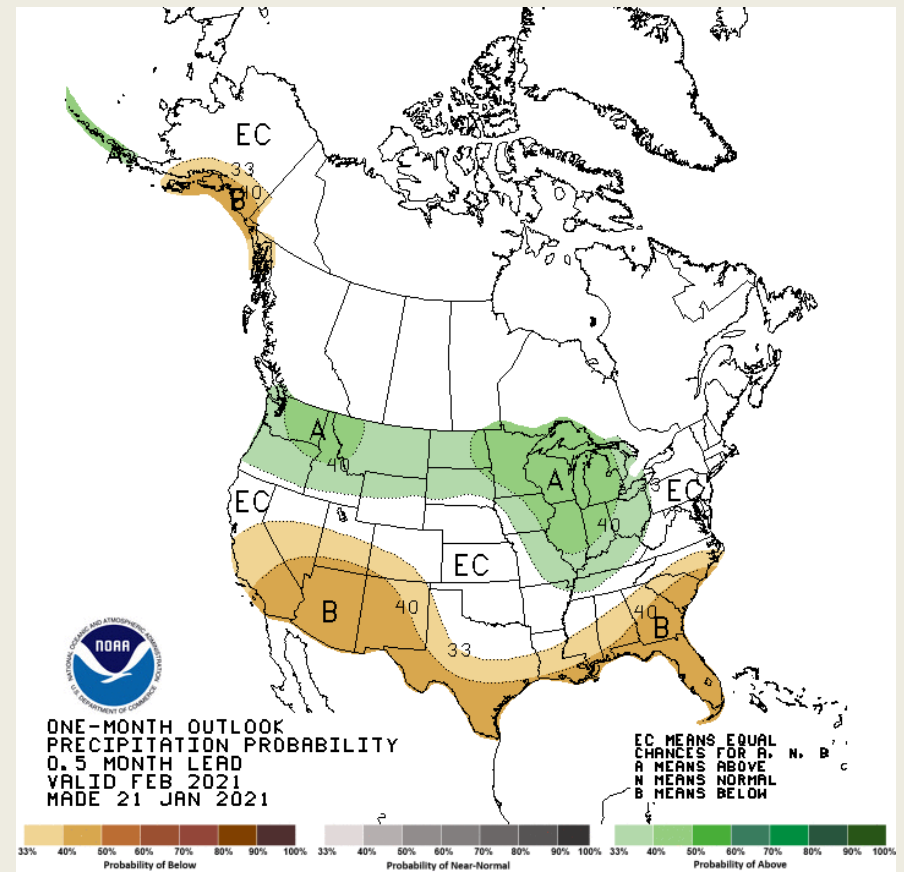 EC
33
40
B
A
A
40
A
33
EC
EC
40
EC
B
40
40
B
33
NATIONAL OCEANIC AND ATMOSPHERIC ADMINISTRATION
NOAA
U.S. DEPARTMENT OF COMMERCE
ONE-MONTH OUTLOOK
PRECIPITATION PROBABILITY
0.5 MONTH LEAD
VALID FEB 2021
MADE 21 JAN 2021
EC MEANS EQUAL
CHANCES FOR A, N, B
A MEANS ABOVE
N MEANS NORMAL
B MEANS BELOW
33% 40% 50% 60% 70% 80% 90% 100%
Probability of Below
33% 40% 50% 60% 70% 80% 90% 100%
Probability of Near-Normal
33% 40% 50% 60% 70% 80% 90% 100%
Probability of Above